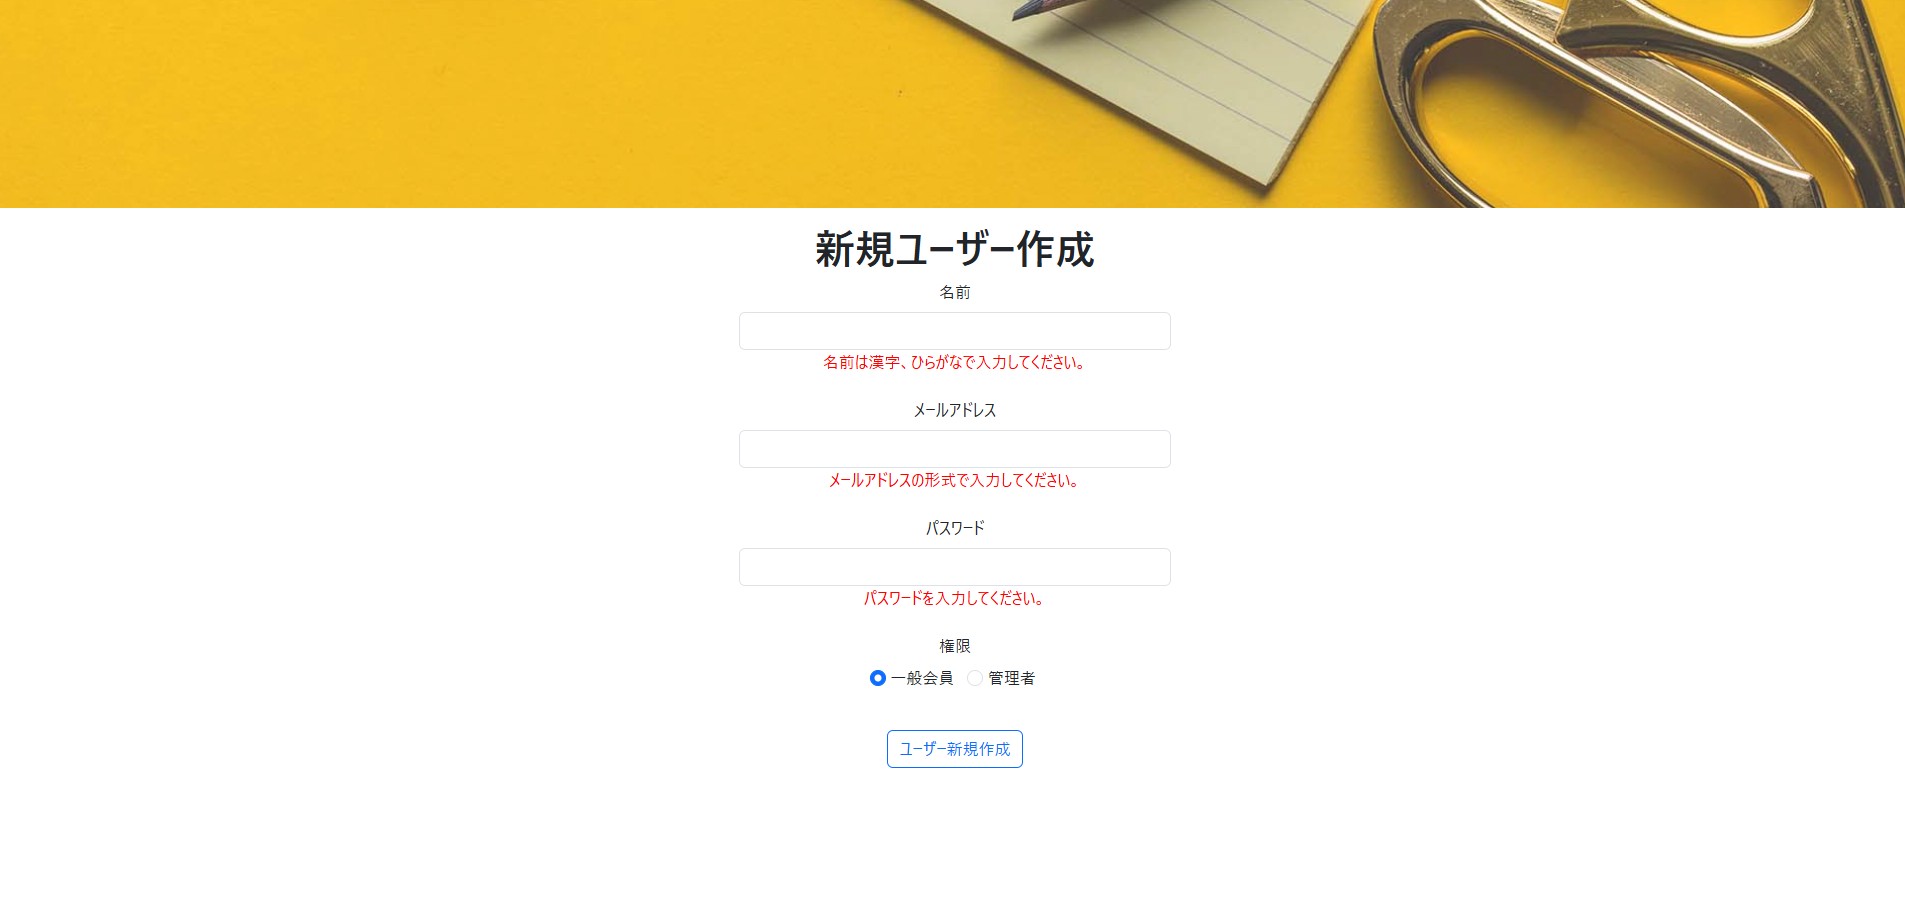 新規ユーザー作成
名前
名前は漢字、ひらがなで入力してください。
メールアドレス
メールアドレスの形式で入力してください。
パスワード
パスワードを入力してください。
権限
一般会員 管理者
ユーザー新規作成